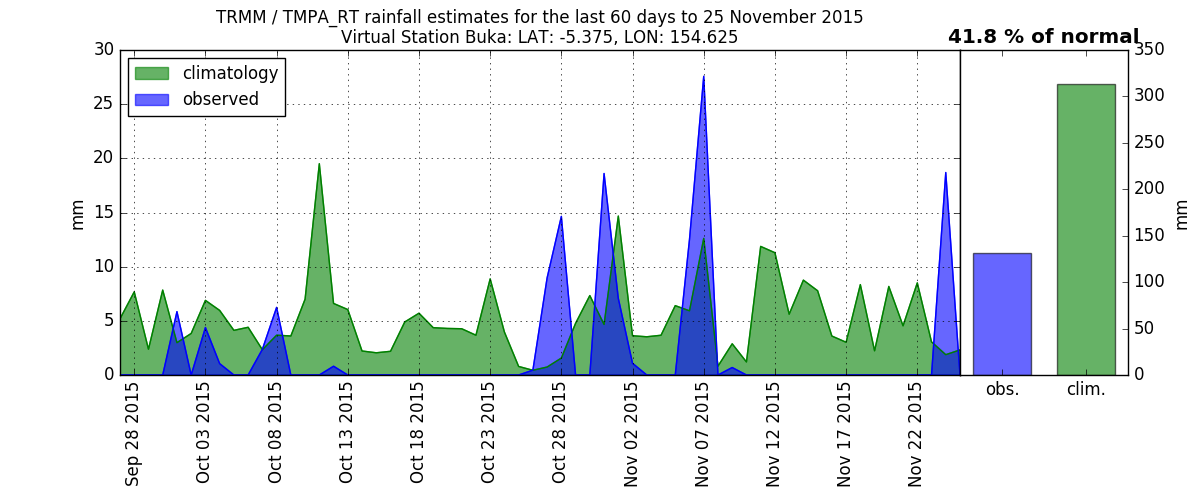 TRMM / TMPA_RT rainfall estimates for the last 60 days to 25 November 2015
Virtual Station Buka: LAT: -5.375, LON: 154.625
41.8 % of normal
climatology
observed
mm
30
25
20
15
10
5
0
Sep 28 2015
Oct 03 2015
Oct 08 2015
Oct 13 2015
Oct 18 2015
Oct 23 2015
Oct 28 2015
Nov 02 2015
Nov 07 2015
Nov 12 2015
Nov 17 2015
Nov 22 2015
obs.
clim.
350
300
250
200
150
100
50
0
mm